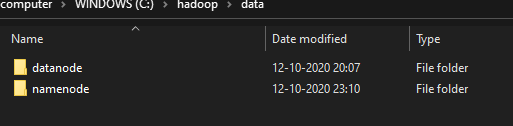 computer > WINDOWS (C:) > hadoop > data
Name Date modified Type
datanode 12-10-2020 20:07 File folder
namenode 12-10-2020 23:10 File folder